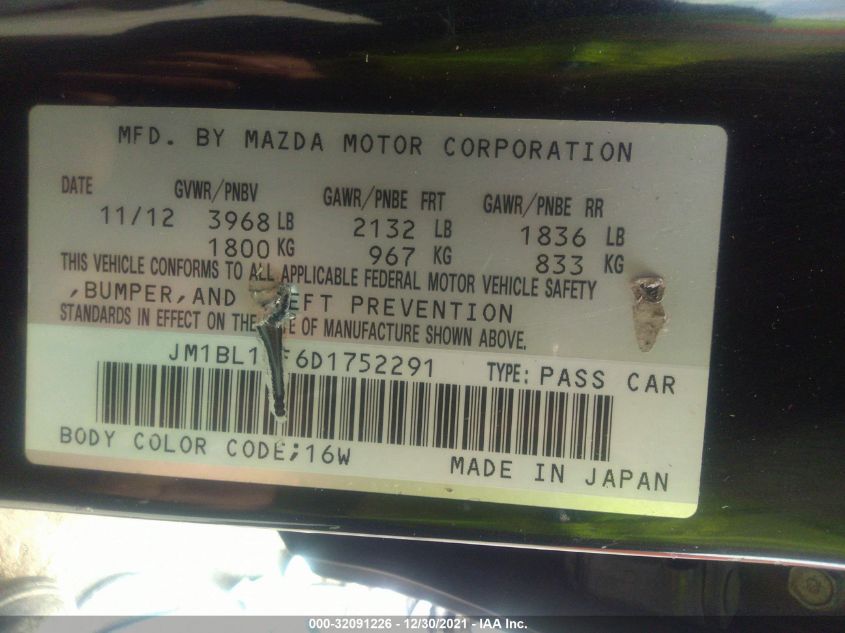 MFD. BY MAZDA MOTOR CORPORATION
DATE GVWR/PNBV GAWR/PNBE FRT GAWR/PNBE RR
11/12 3968 LB 2132 LB 1836 LB
1800 KG 967 KG 833 KG
THIS VEHICLE CONFORMS TO ALL APPLICABLE FEDERAL MOTOR VEHICLE SAFETY
,BUMPER,AND PREVENTION
STANDARDS IN EFFECT ON THE OF MANUFACTURE SHOWN ABOVE.
TYPE: PASS CAR
BODY COLOR CODE;16W
MADE IN JAPAN
000-32091226 - 12/30/2021 - IAA Inc.